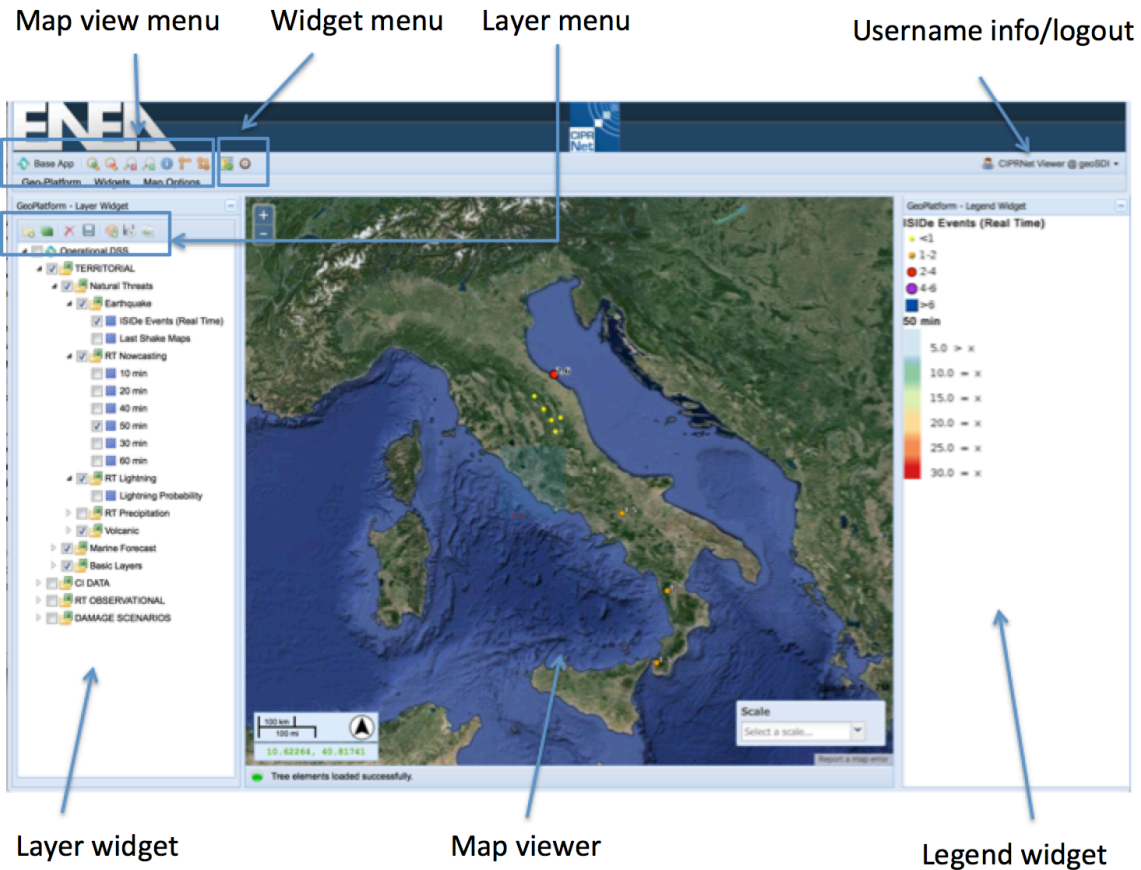 Map view menu
Widget menu
Layer menu
Username info/logout
ENEA
CIPR
Net
Base App
CIPRNet Viewer @ geoSDI
Geo-Platform Widgets Map Options
GeoPlatform - Layer Widget
Operational DSS
TERRITORIAL
Natural Threats
Earthquake
ISIDe Events (Real Time)
Last Shake Maps
RT Nowcasting
10 min
20 min
40 min
50 min
30 min
60 min
RT Lightning
Lightning Probability
RT Precipitation
Volcanic
Marine Forecast
Basic Layers
CI DATA
RT OBSERVATIONAL
DAMAGE SCENARIOS
+
−
100 km
100 mi
10.62264, 40.81741
Scale
Select a scale...
Report a map error
Tree elements loaded successfully.
GeoPlatform - Legend Widget
ISIDe Events (Real Time)
<1
1-2
2-4
4-6
>6
50 min
5.0 > x
10.0 = x
15.0 = x
20.0 = x
25.0 = x
30.0 = x
Layer widget
Map viewer
Legend widget